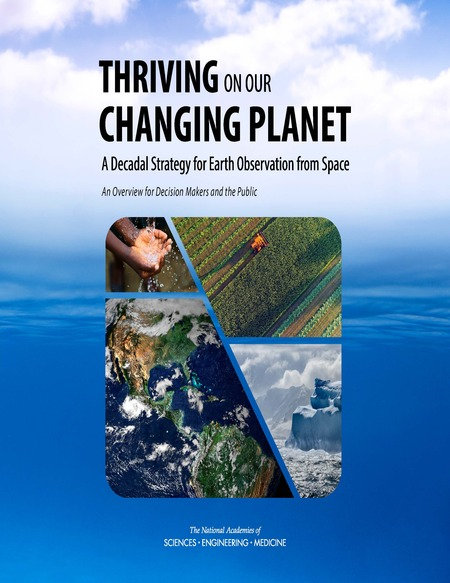 THRIVING ON OUR
CHANGING PLANET
A Decadal Strategy for Earth Observation from Space
An Overview for Decision Makers and the Public
The National Academies of
SCIENCES • ENGINEERING • MEDICINE